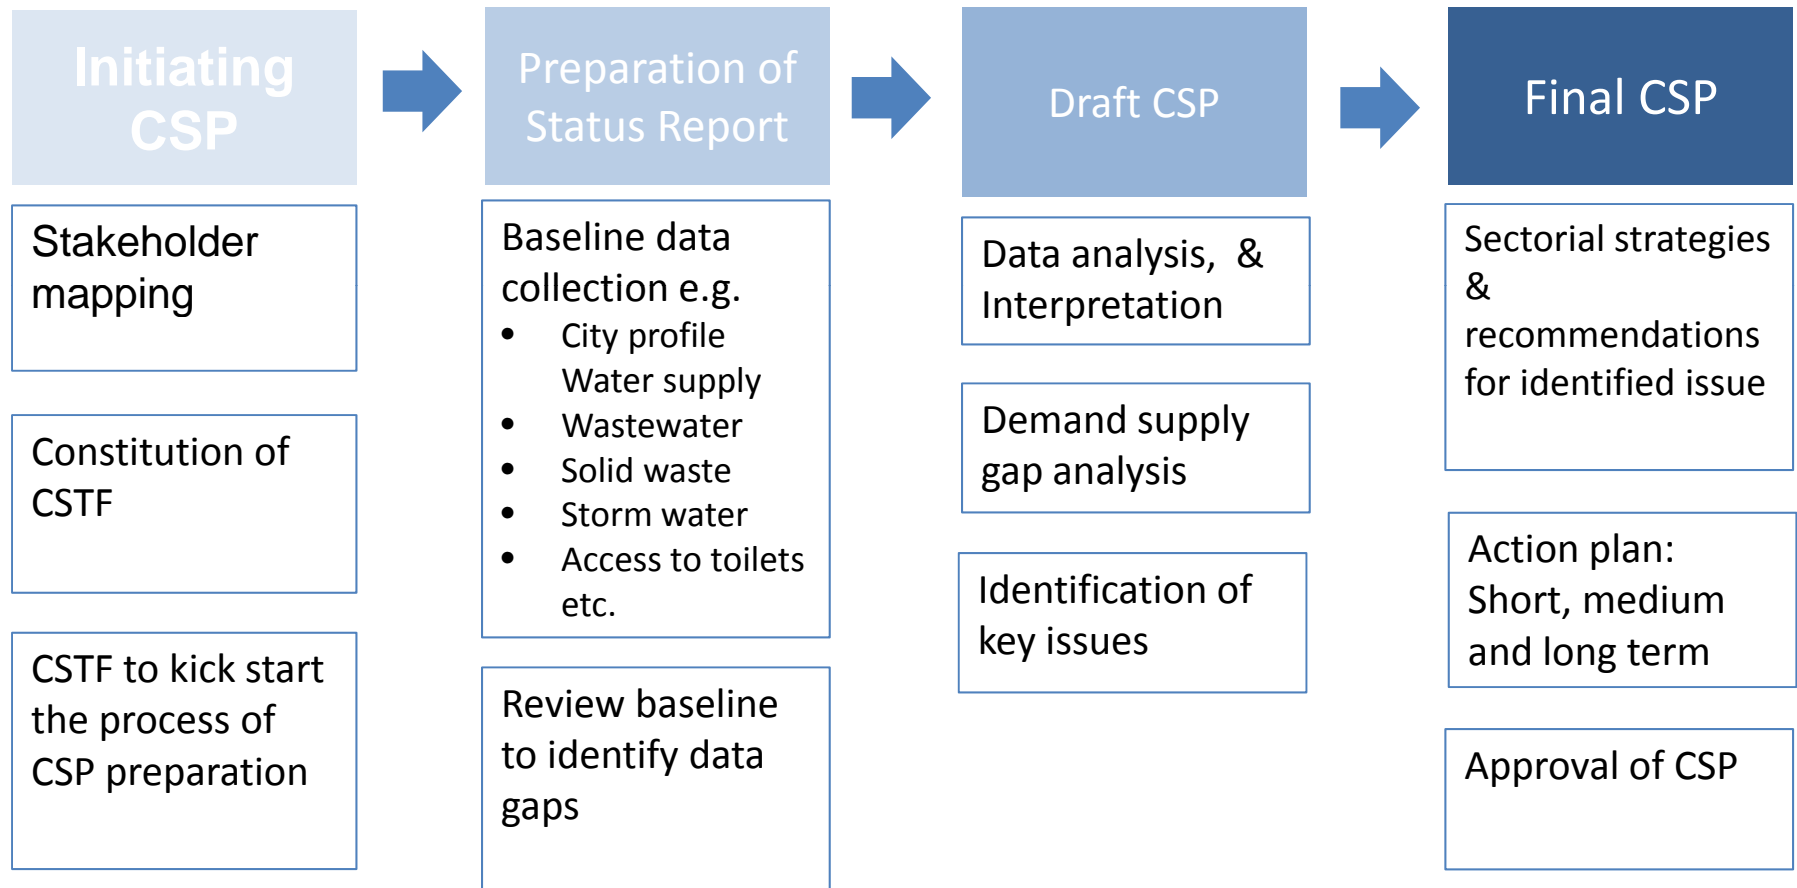 Initiating
CSP
Preparation of
Status Report
Draft CSP
Final CSP
Stakeholder
mapping
Constitution of
CSTF
CSTF to kick start
the process of
CSP preparation
Baseline data
collection e.g.
• City profile
Water supply
• Wastewater
• Solid waste
• Storm water
• Access to toilets
etc.
Review baseline
to identify data
gaps
Data analysis, &
Interpretation
Demand supply
gap analysis
Identification of
key issues
Sectorial strategies
&
recommendations
for identified issue
Action plan:
Short, medium
and long term
Approval of CSP